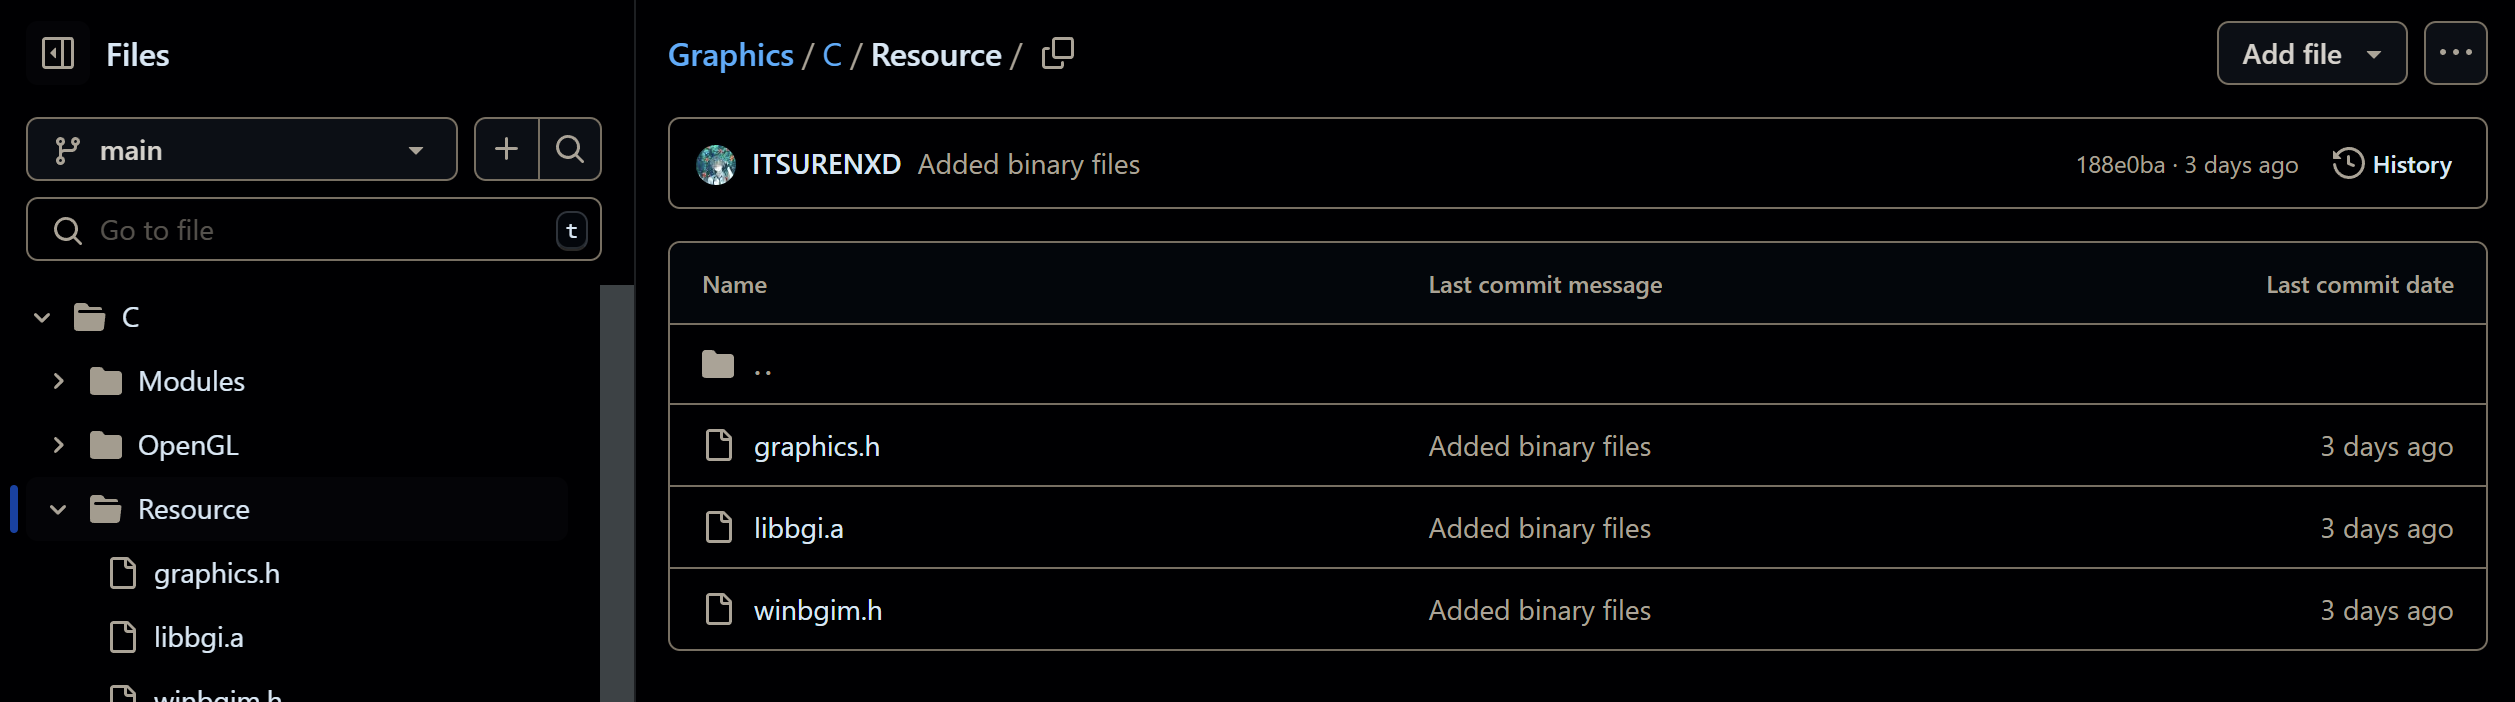 Files
main
Go to file t
C
Modules
OpenGL
Resource
graphics.h
libbgi.a
winbgim.h
Graphics / C / Resource /
Add file
ITSURENXD Added binary files 188e0ba · 3 days ago History
Name Last commit message Last commit date
..
graphics.h Added binary files 3 days ago
libbgi.a Added binary files 3 days ago
winbgim.h Added binary files 3 days ago